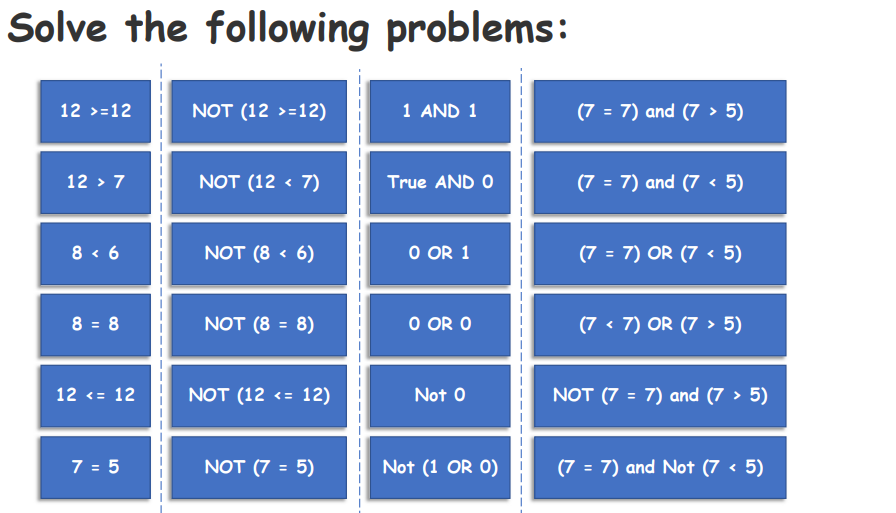 Solve the following problems:
12 >=12
NOT (12 >=12)
1 AND 1
(7 = 7) and (7 > 5)
12 > 7
NOT (12 < 7)
True AND 0
(7 = 7) and (7 < 5)
8 < 6
NOT (8 < 6)
0 OR 1
(7 = 7) OR (7 < 5)
8 = 8
NOT (8 = 8)
0 OR 0
(7 < 7) OR (7 > 5)
12 <= 12
NOT (12 <= 12)
Not 0
NOT (7 = 7) and (7 > 5)
7 = 5
NOT (7 = 5)
Not (1 OR 0)
(7 = 7) and Not (7 < 5)